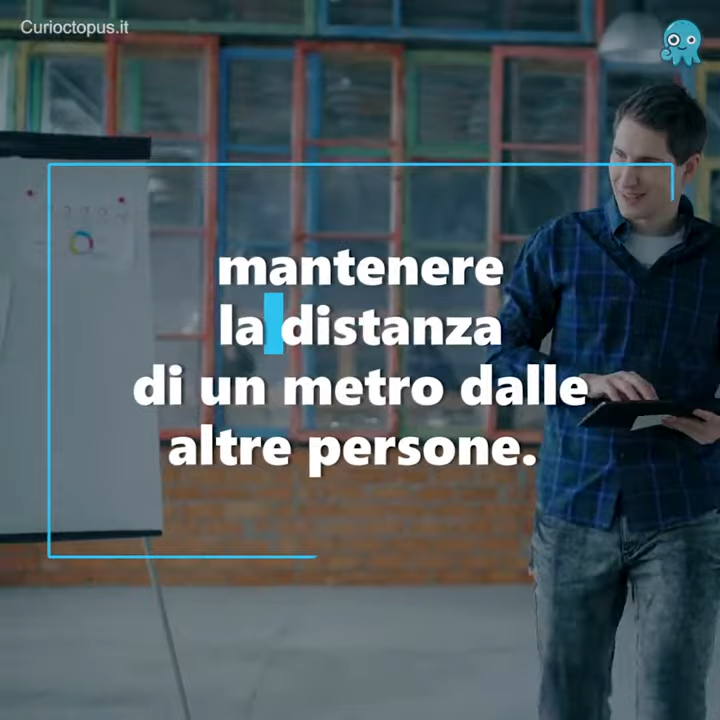 Curioctopus.it
mantenere
la distanza
di un metro dalle
altre persone.